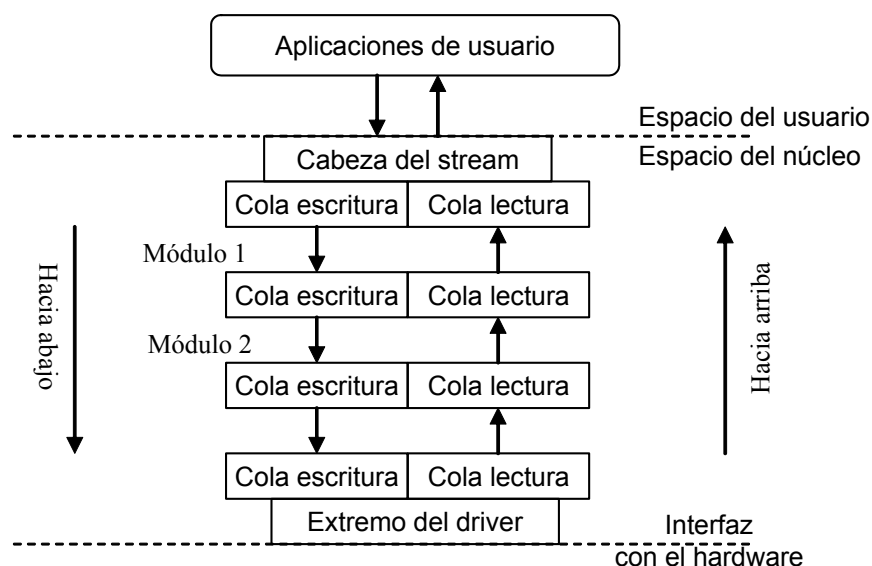 Aplicaciones de usuario
Espacio del usuario
Cabeza del stream
Espacio del núcleo
Cola escritura
Cola lectura
Módulo 1
Cola escritura
Cola lectura
Módulo 2
Cola escritura
Cola lectura
Cola escritura
Cola lectura
Extremo del driver
Hacia abajo
Hacia arriba
Interfaz
con el hardware